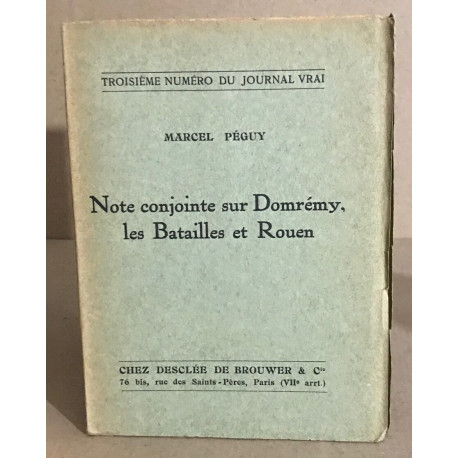 TROISIÈME NUMÉRO DU JOURNAL VRAI
MARCEL PÉGUY
Note conjointe sur Domrémy,
les Batailles et Rouen
CHEZ DESCLÉE DE BROUWER & Cie
76 bis, rue des Saints-Pères, Paris (VIIe arrt.)